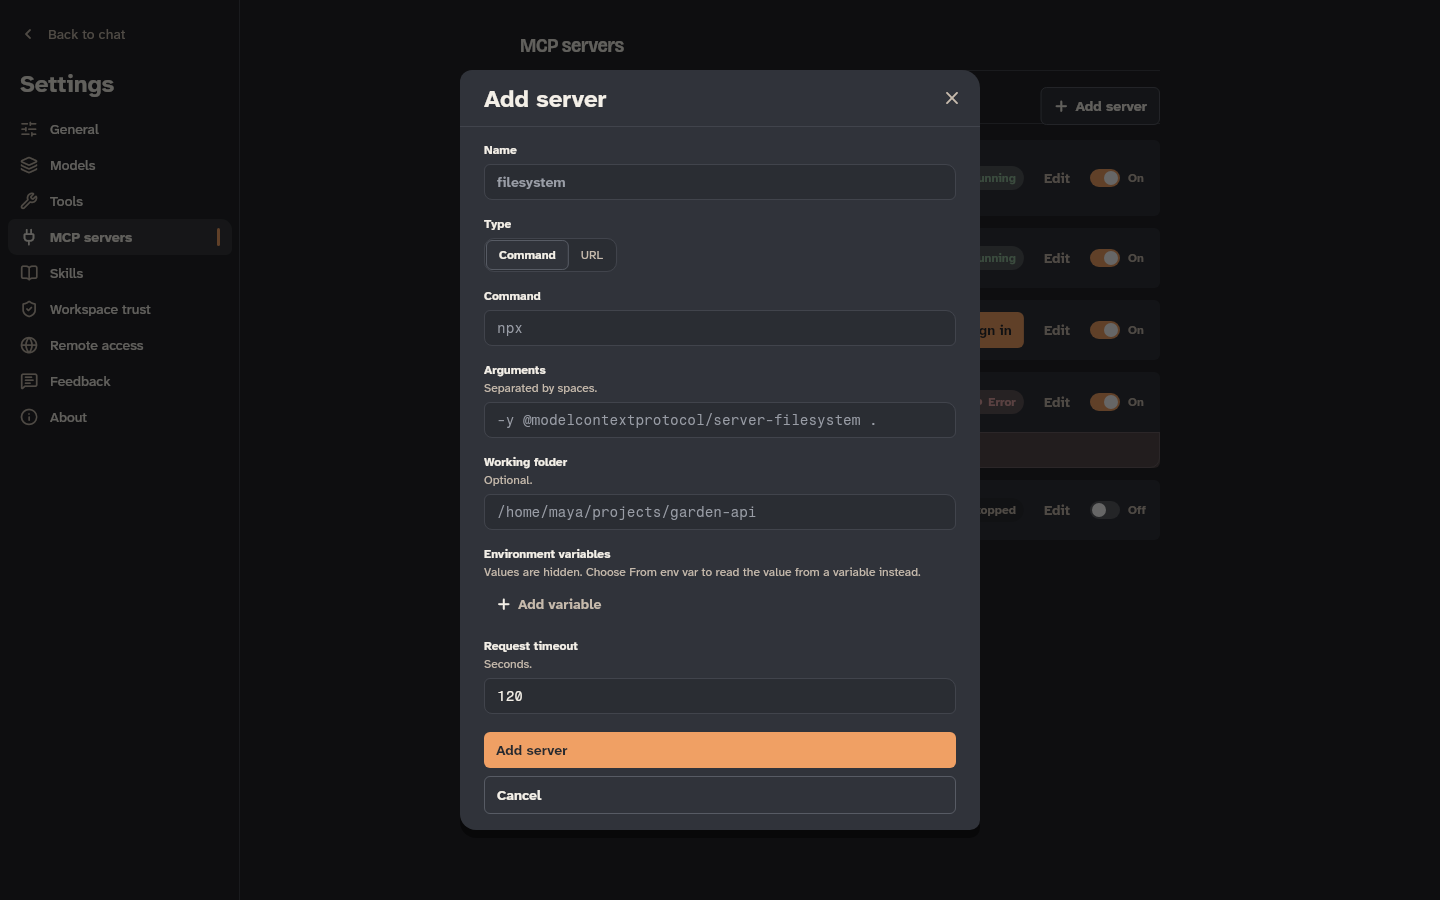 Back to chat
Settings
General
Models
Tools
MCP servers
Skills
Workspace trust
Remote access
Feedback
About
MCP servers
Add server
Edit
On
Edit
On
Edit
On
Error
Edit
On
Edit
Off
Add server
Name
filesystem
Type
Command
URL
Command
npx
Arguments
Separated by spaces.
-y @modelcontextprotocol/server-filesystem .
Working folder
Optional.
/home/maya/projects/garden-api
Environment variables
Values are hidden. Choose From env var to read the value from a variable instead.
Add variable
Request timeout
Seconds.
120
Add server
Cancel